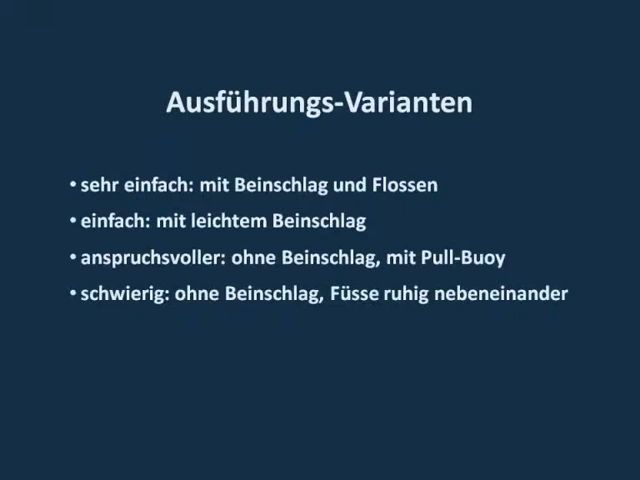 Ausführungs-Varianten
• sehr einfach: mit Beinschlag und Flossen
• einfach: mit leichtem Beinschlag
• anspruchsvoller: ohne Beinschlag, mit Pull-Buoy
• schwierig: ohne Beinschlag, Füsse ruhig nebeneinander